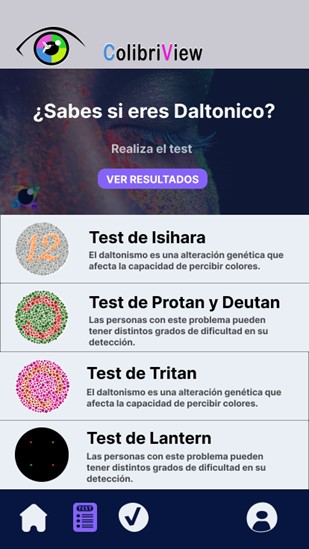 ColibriView
¿Sabes si eres Daltonico?
Realiza el test
VER RESULTADOS
12
Test de Isihara
El daltonismo es una alteración genética que
afecta la capacidad de percibir colores.
Test de Protan y Deutan
Las personas con este problema pueden
tener distintos grados de dificultad en su
detección.
Test de Tritan
El daltonismo es una alteración genética que
afecta la capacidad de percibir colores.
Test de Lantern
Las personas con este problema pueden
tener distintos grados de dificultad en su
detección.
TEST